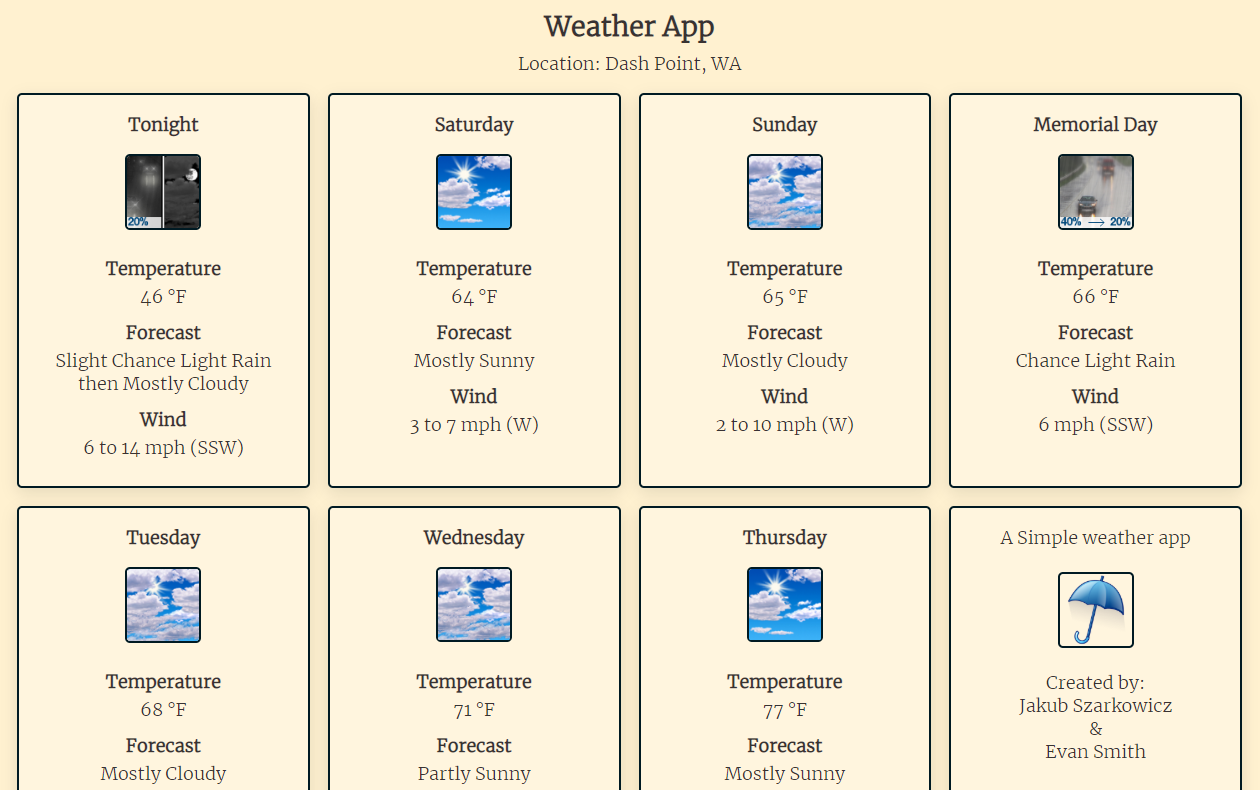 Weather App
Location: Dash Point, WA
Tonight
20%
Temperature
46 °F
Forecast
Slight Chance Light Rain
then Mostly Cloudy
Wind
6 to 14 mph (SSW)
Saturday
Temperature
64 °F
Forecast
Mostly Sunny
Wind
3 to 7 mph (W)
Sunday
Temperature
65 °F
Forecast
Mostly Cloudy
Wind
2 to 10 mph (W)
Memorial Day
40% → 20%
Temperature
66 °F
Forecast
Chance Light Rain
Wind
6 mph (SSW)
Tuesday
Temperature
68 °F
Forecast
Mostly Cloudy
Wednesday
Temperature
71 °F
Forecast
Partly Sunny
Thursday
Temperature
77 °F
Forecast
Mostly Sunny
A Simple weather app
Created by:
Jakub Szarkowicz
&
Evan Smith